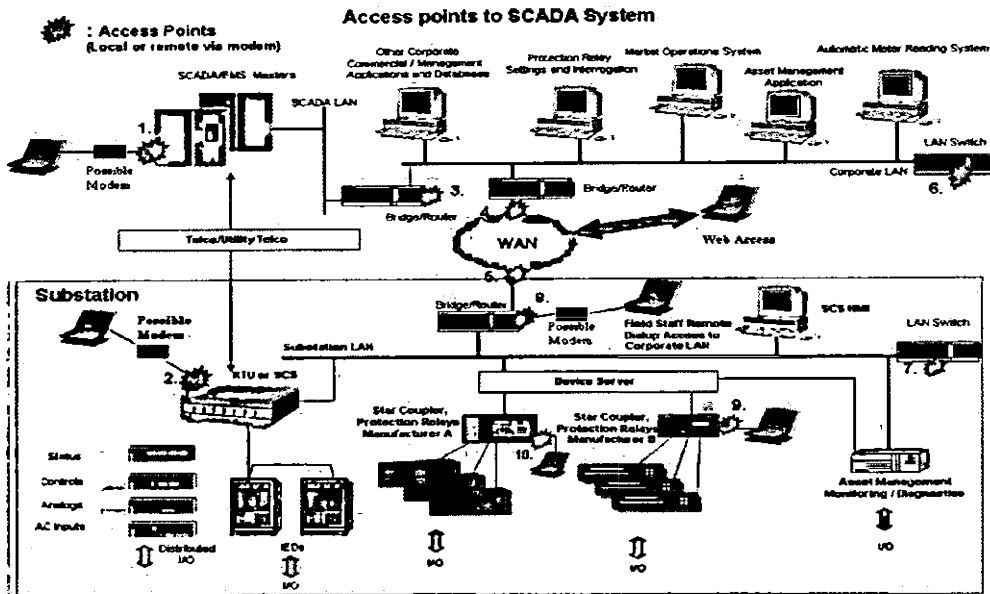 Access points to SCADA System
: Access Points
(Local or remote via modem)
SCADA/EMS Masters
SCADA LAN
Other Corporate
Commercial / Management
Applications and Databases
Protection Relay
Settings and Interrogation
Market Operations System
Asset Management
Application
Automatic Meter Reading System
1.
Possible
Modem
LAN Switch
Corporate LAN
6.
3.
Bridge/Router
Bridge/Router
4.
WAN
Web Access
Telco/Utility Telco
5.
Substation
Possible
Modem
Bridge/Router
8.
Possible
Modem
Field Staff Remote
Dialup Access to
Corporate LAN
SCS HMI
LAN Switch
7.
Substation LAN
2.
RTU or SCS
Device Server
Star Coupler,
Protection Relays
Manufacturer A
10.
Star Coupler,
Protection Relays
Manufacturer B
9.
Status
Controls
Analogs
AC Inputs
Distributed
I/O
IEDs
I/O
I/O
I/O
Asset Management
Monitoring / Diagnostics
I/O